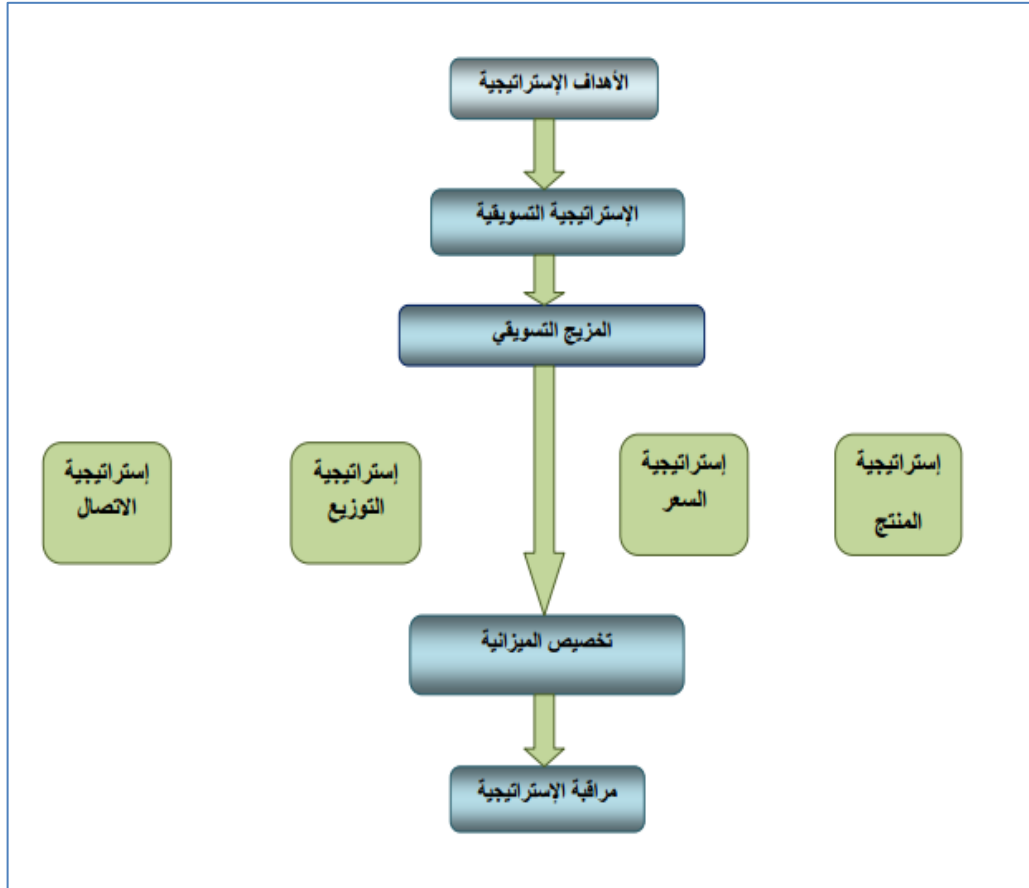 الأهداف الإستراتيجية
الإستراتيجية التسويقية
المزيج التسويقي
إستراتيجية
المنتج
إستراتيجية
السعر
إستراتيجية
التوزيع
إستراتيجية
الاتصال
تخصيص الميزانية
مراقبة الإستراتيجية